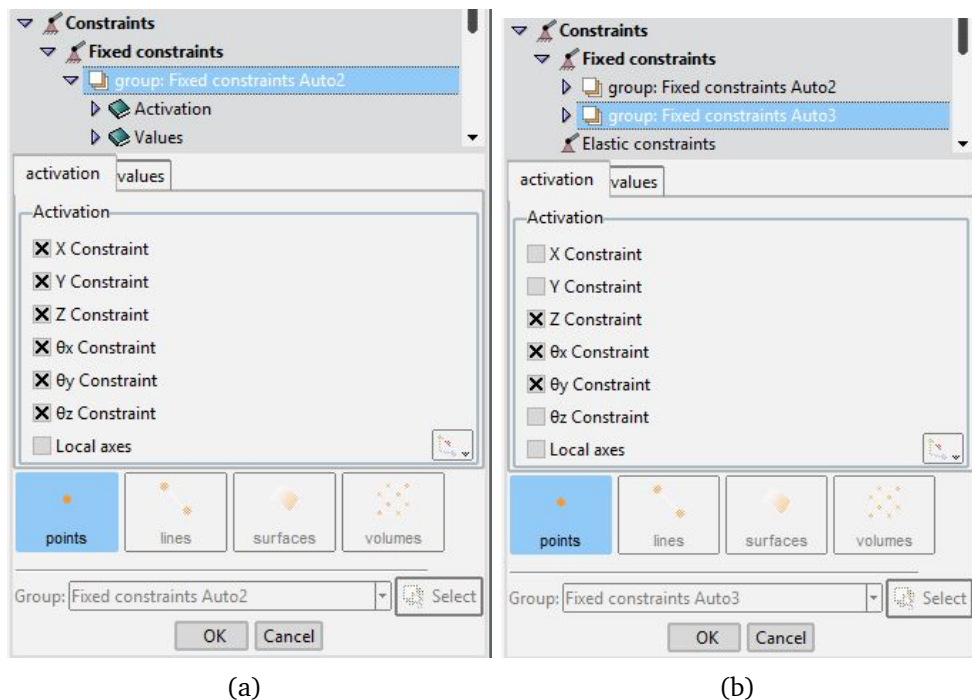 Constraints
Fixed constraints
group: Fixed constraints Auto2
Activation
Values
activation values
Activation
X Constraint
Y Constraint
Z Constraint
θx Constraint
θy Constraint
θz Constraint
Local axes
points lines surfaces volumes
Group: Fixed constraints Auto2 Select
OK Cancel
(a)
Constraints
Fixed constraints
group: Fixed constraints Auto2
group: Fixed constraints Auto3
Elastic constraints
activation values
Activation
X Constraint
Y Constraint
Z Constraint
θx Constraint
θy Constraint
θz Constraint
Local axes
points lines surfaces volumes
Group: Fixed constraints Auto3 Select
OK Cancel
(b)